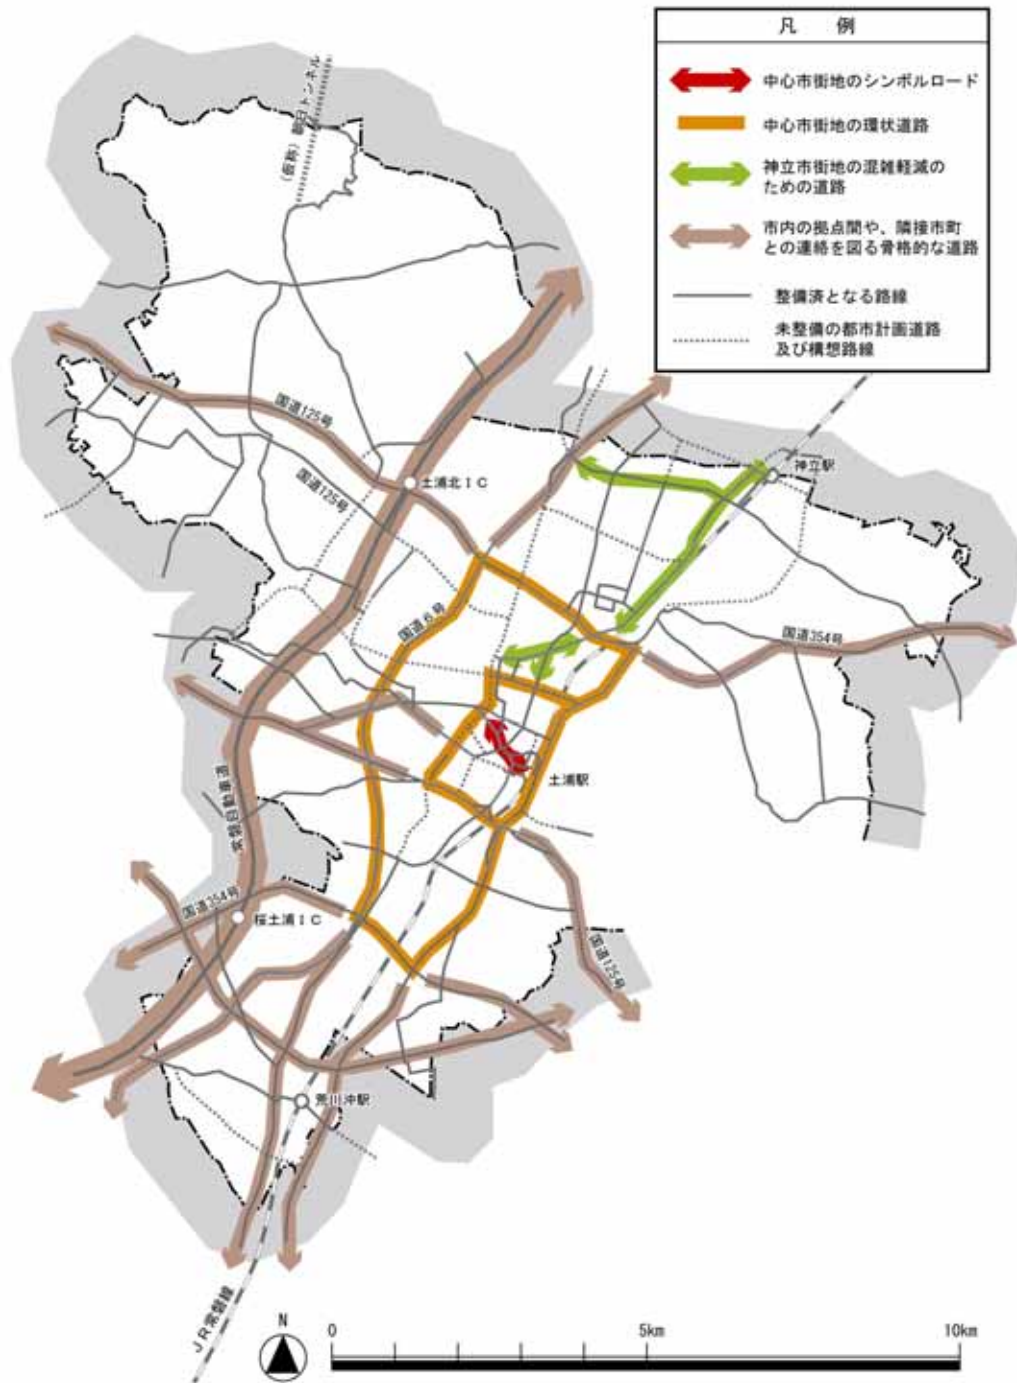 凡 例
中心市街地のシンボルロード
中心市街地の環状道路
神立市街地の混雑軽減の
ための道路
市内の拠点間や、隣接市町
との連絡を図る骨格的な道路
整備済となる路線
未整備の都市計画道路
及び構想路線
(仮称)朝日トンネル
国道125号
国道125号
土浦北IC
神立駅
国道6号
国道354号
土浦駅
常磐自動車道
国道354号
桜土浦IC
国道125号
荒川沖駅
JR常磐線
N
0
5km
10km